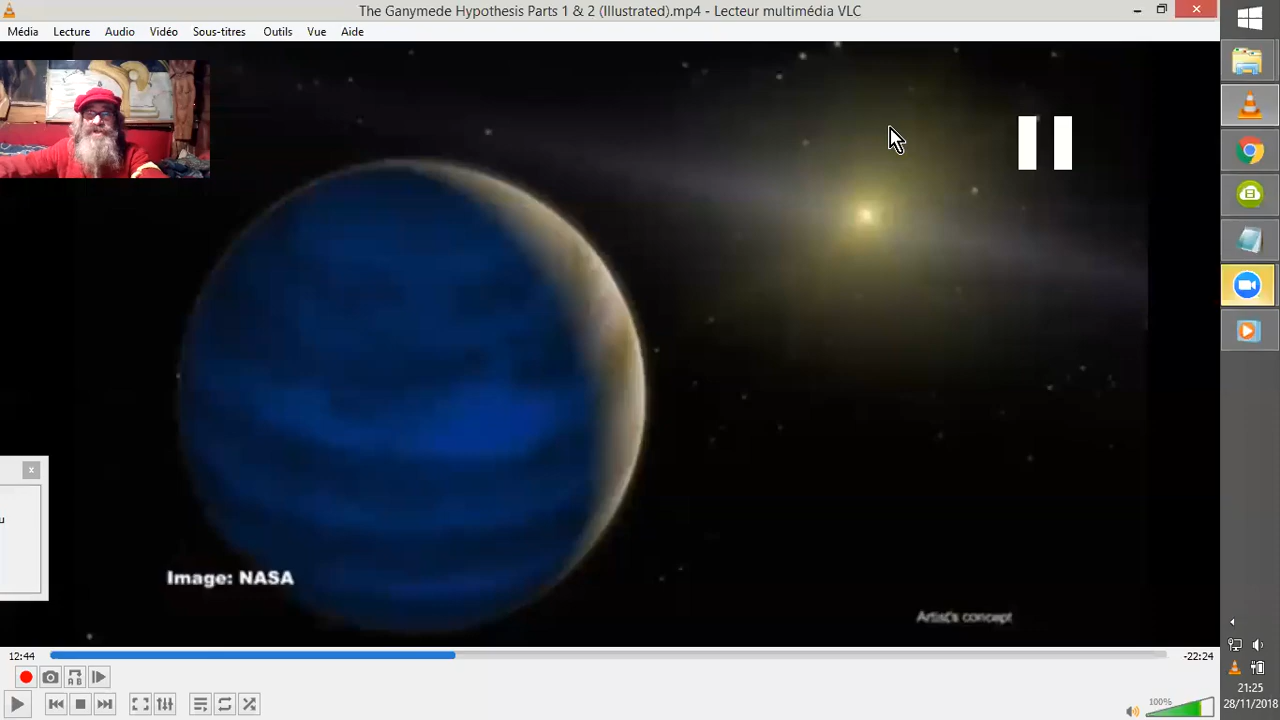 The Ganymede Hypothesis Parts 1 & 2 (Illustrated).mp4 - Lecteur multimédia VLC
Média Lecture Audio Vidéo Sous-titres Outils Vue Aide
x
u
Image: NASA
Artist's concept
12:44
-22:24
A B
100%
21:25
28/11/2018